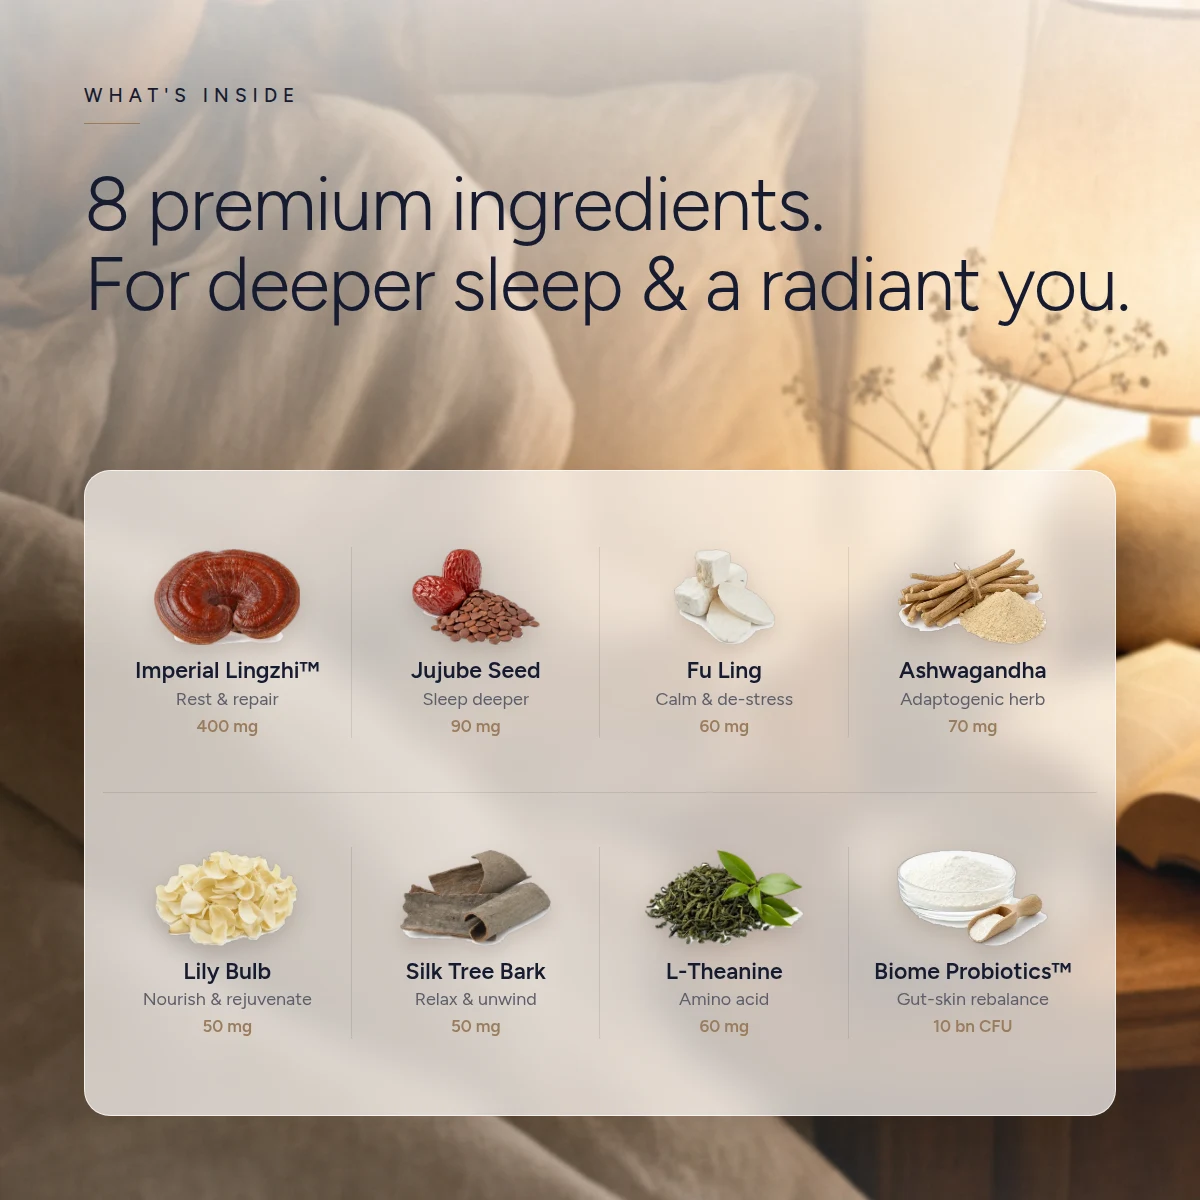 WHAT'S INSIDE
8 premium ingredients.
For deeper sleep & a radiant you.
Imperial Lingzhi™
Rest & repair
400 mg
Jujube Seed
Sleep deeper
90 mg
Fu Ling
Calm & de-stress
60 mg
Ashwagandha
Adaptogenic herb
70 mg
Lily Bulb
Nourish & rejuvenate
50 mg
Silk Tree Bark
Relax & unwind
50 mg
L-Theanine
Amino acid
60 mg
Biome Probiotics™
Gut-skin rebalance
10 bn CFU